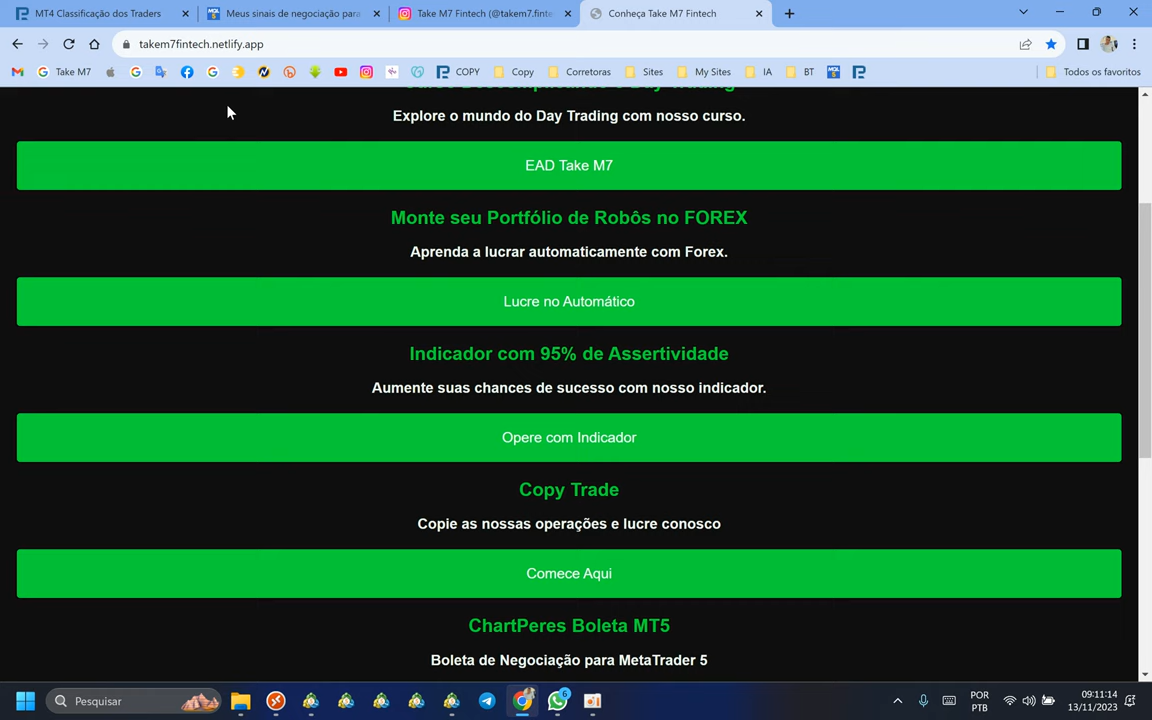 MT4 Classificação dos Traders
Meus sinais de negociação para
Take M7 Fintech (@takem7.finte
Conheça Take M7 Fintech
takem7fintech.netlify.app
Take M7
COPY
Copy
Corretoras
Sites
My Sites
IA
BT
Todos os favoritos
Explore o mundo do Day Trading com nosso curso.
EAD Take M7
Monte seu Portfólio de Robôs no FOREX
Aprenda a lucrar automaticamente com Forex.
Lucre no Automático
Indicador com 95% de Assertividade
Aumente suas chances de sucesso com nosso indicador.
Opere com Indicador
Copy Trade
Copie as nossas operações e lucre conosco
Comece Aqui
ChartPeres Boleta MT5
Boleta de Negociação para MetaTrader 5
Pesquisar
6
POR
PTB
09:11:14
13/11/2023